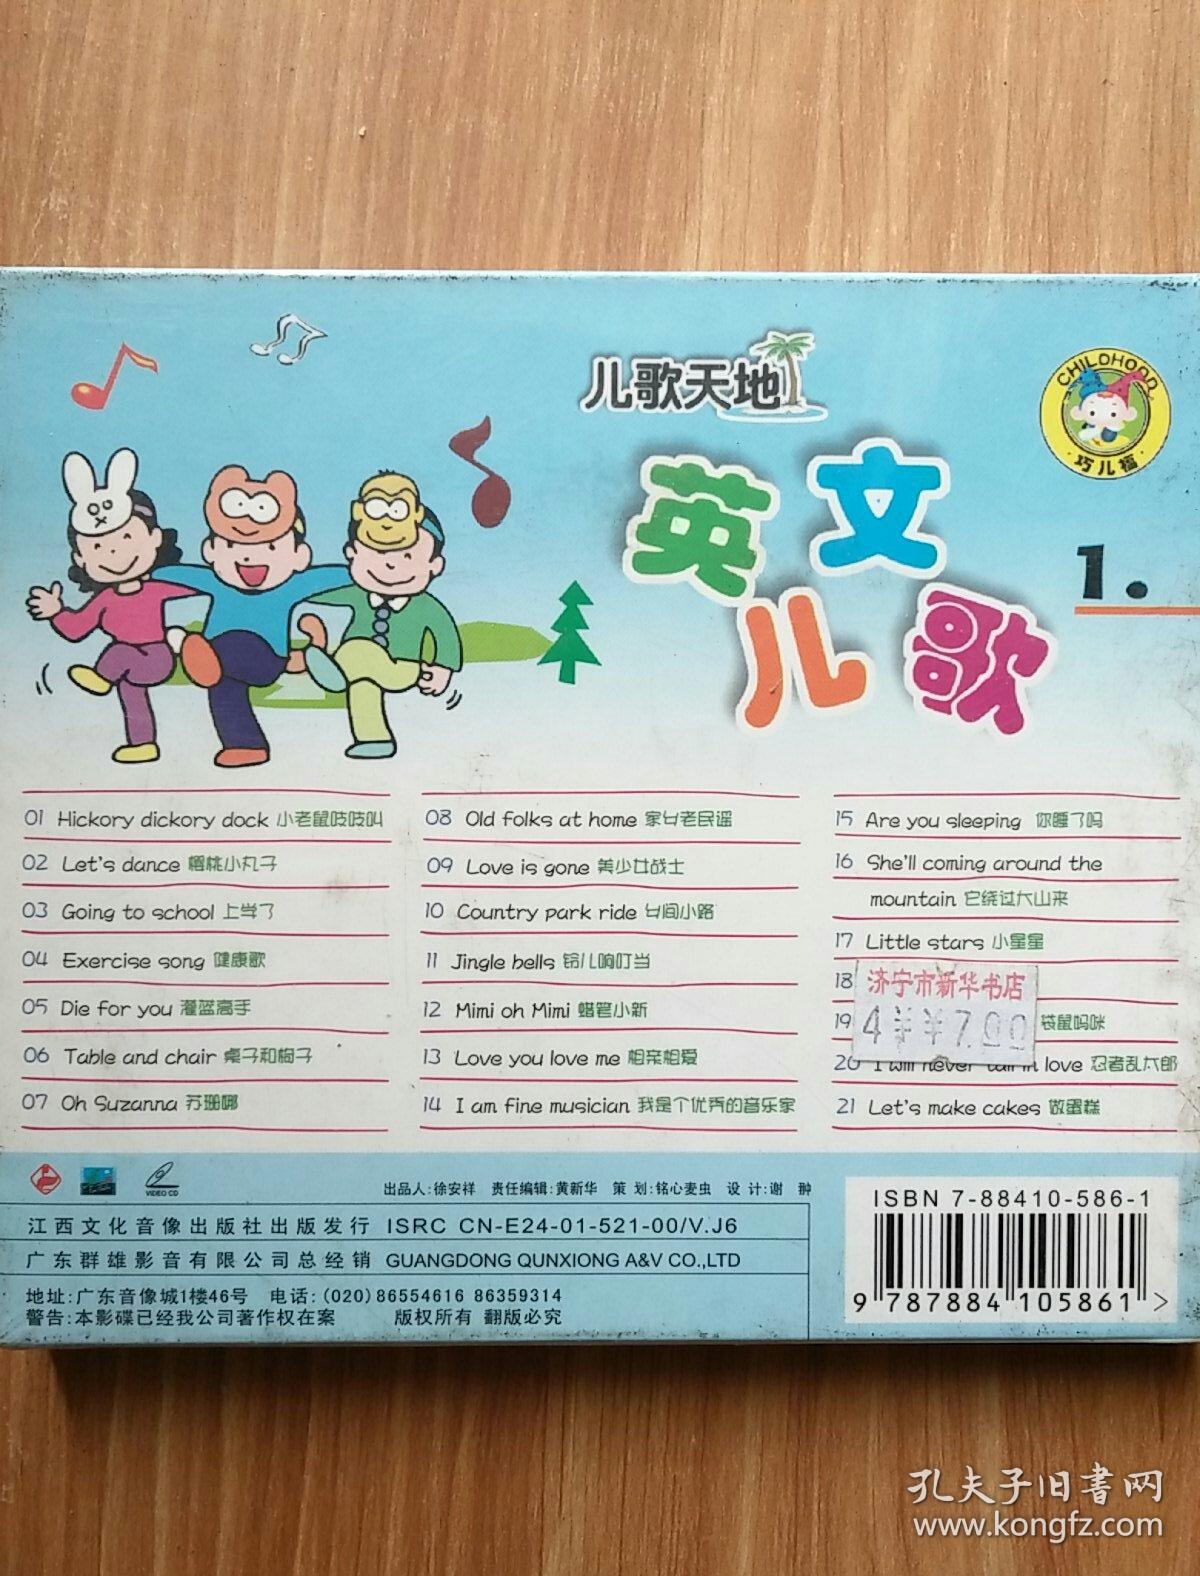 儿歌天地
CHILDHOOD
巧儿福
英文
儿歌
1.
01 Hickory dickory dock 小老鼠吱吱叫
02 Let's dance 樱桃小丸子
03 Going to school 上学了
04 Exercise song 健康歌
05 Die for you 灌蓝高手
06 Table and chair 桌子和椅子
07 Oh Suzanna 苏珊娜
08 Old folks at home 家乡老民谣
09 Love is gone 美少女战士
10 Country park ride 乡间小路
11 Jingle bells 铃儿响叮当
12 Mimi oh Mimi 蜡笔小新
13 Love you love me 相亲相爱
14 I am fine musician 我是个优秀的音乐家
15 Are you sleeping 你睡了吗
16 She'll coming around the
mountain 它绕过大山来
17 Little stars 小星星
18
19 袋鼠妈咪
20 I will never fall in love 忍者乱太郎
21 Let's make cakes 做蛋糕
济宁市新华书店
4 ¥¥7.00
VIDEO CD
出品人:徐安祥 责任编辑:黄新华 策 划:铭心麦虫 设 计:谢 翀
江西文化音像出版社出版发行 ISRC CN-E24-01-521-00/V.J6
广东群雄影音有限公司总经销 GUANGDONG QUNXIONG A&V CO.,LTD
地址:广东音像城1楼46号 电话:(020)86554616 86359314
警告:本影碟已经我公司著作权在案 版权所有 翻版必究
ISBN 7-88410-586-1
9 787884 105861 >
孔夫子旧书网
www.kongfz.com